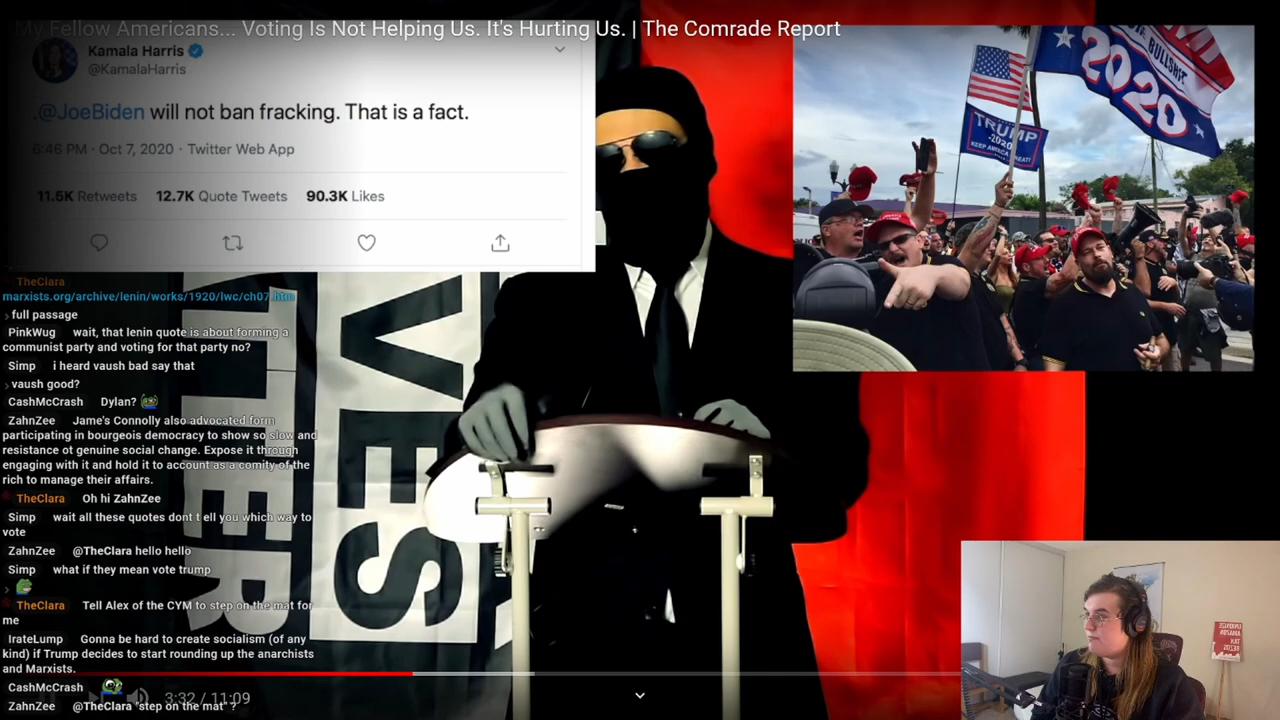 My Fellow Americans... Voting Is Not Helping Us. It's Hurting Us. | The Comrade Report
Kamala Harris
@KamalaHarris
.@JoeBiden will not ban fracking. That is a fact.
6:46 PM · Oct 7, 2020 · Twitter Web App
11.5K Retweets 12.7K Quote Tweets 90.3K Likes
BULLSHIT
2020
TRUMP
2020
KEEP AMERICA GREAT!
VES
TTER
TheClara
marxists.org/archive/lenin/works/1920/lwc/ch07.htm
full passage
PinkWug wait, that lenin quote is about forming a
communist party and voting for that party no?
Simp i heard vaush bad say that
vaush good?
CashMcCrash Dylan?
ZahnZee Jame's Connolly also advocated form
participating in bourgeois democracy to show so slow and
resistance ot genuine social change. Expose it through
engaging with it and hold it to account as a comity of the
rich to manage their affairs.
TheClara Oh hi ZahnZee
Simp wait all these quotes dont t ell you which way to
vote
ZahnZee @TheClara hello hello
Simp what if they mean vote trump
TheClara Tell Alex of the CYM to step on the mat for
me
IrateLump Gonna be hard to create socialism (of any
kind) if Trump decides to start rounding up the anarchists
and Marxists.
CashMcCrash
ZahnZee @TheClara "step on the mat" ?
3:32 / 11:09